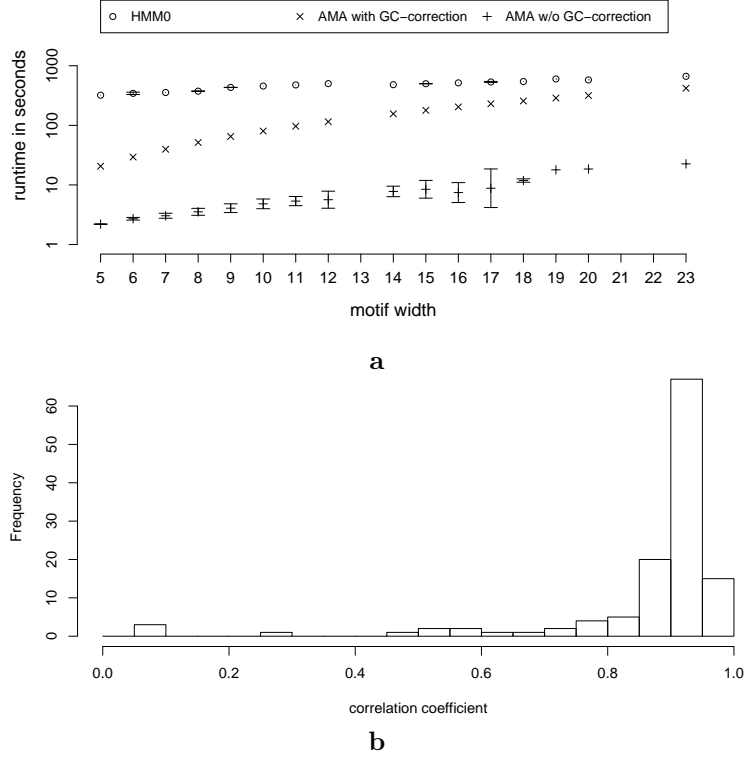 HMM0 AMA with GC−correction AMA w/o GC−correction
1000
100
10
1
runtime in seconds
5 6 7 8 9 10 11 12 13 14 15 16 17 18 19 20 21 22 23
motif width
a
60
50
40
30
20
10
0
Frequency
0.0 0.2 0.4 0.6 0.8 1.0
correlation coefficient
b